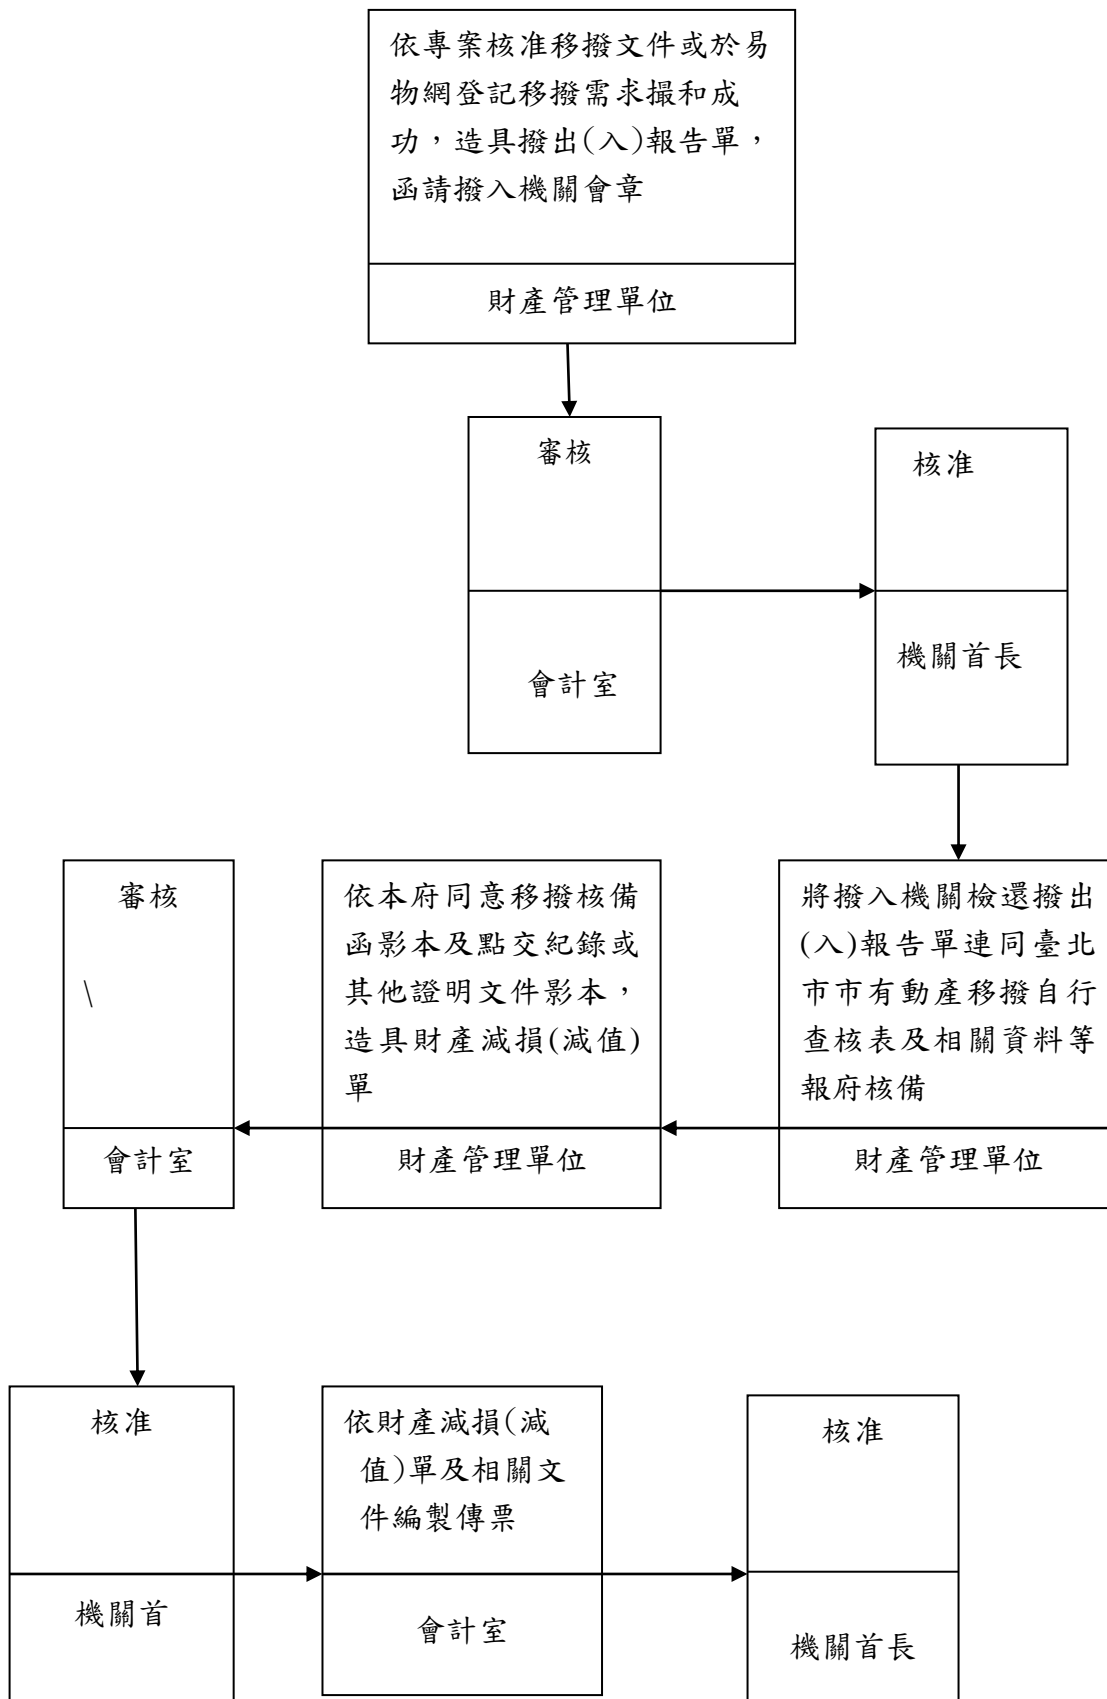 依專案核准移撥文件或於易
物網登記移撥需求撮和成
功，造具撥出(入)報告單，
函請撥入機關會章
財產管理單位
審核
會計室
核准
機關首長
將撥入機關檢還撥出
(入)報告單連同臺北
市市有動產移撥自行
查核表及相關資料等
報府核備
財產管理單位
依本府同意移撥核備
函影本及點交紀錄或
其他證明文件影本，
造具財產減損(減值)
單
財產管理單位
審核
\
會計室
核准
機關首
依財產減損(減
值)單及相關文
件編製傳票
會計室
核准
機關首長